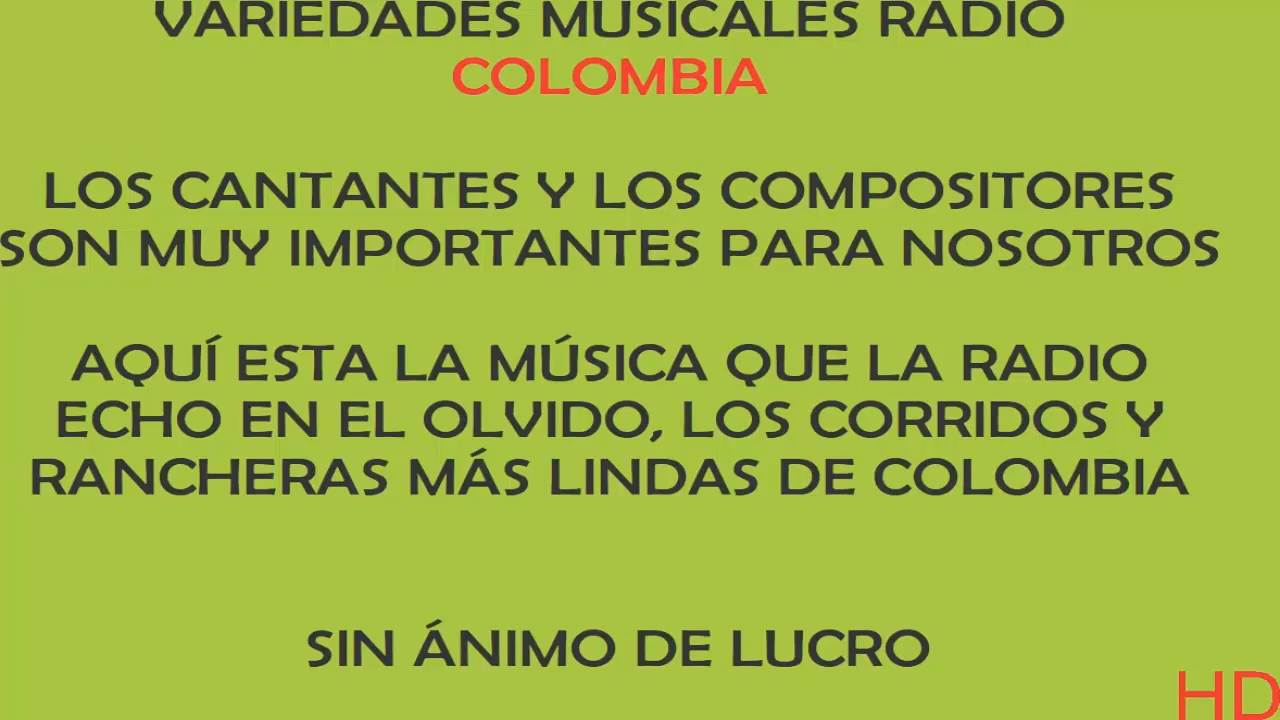 VARIEDADES MUSICALES RADIO
COLOMBIA
LOS CANTANTES Y LOS COMPOSITORES
SON MUY IMPORTANTES PARA NOSOTROS
AQUÍ ESTA LA MÚSICA QUE LA RADIO
ECHO EN EL OLVIDO, LOS CORRIDOS Y
RANCHERAS MÁS LINDAS DE COLOMBIA
SIN ÁNIMO DE LUCRO
HD